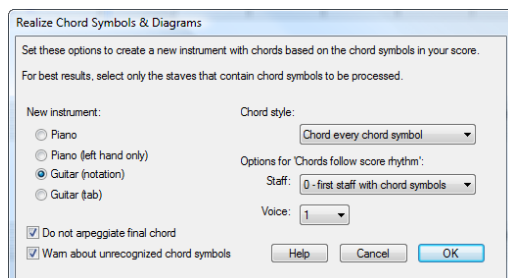 Realize Chord Symbols & Diagrams
Set these options to create a new instrument with chords based on the chord symbols in your score.
For best results, select only the staves that contain chord symbols to be processed.
New instrument:
Piano
Piano (left hand only)
Guitar (notation)
Guitar (tab)
Chord style:
Chord every chord symbol
Options for 'Chords follow score rhythm':
Staff: 0 - first staff with chord symbols
Voice: 1
Do not arpeggiate final chord
Warn about unrecognized chord symbols
Help Cancel OK